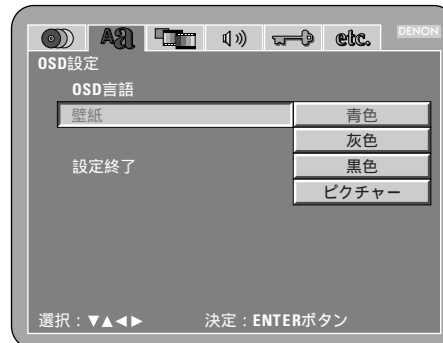 Aあ etc. DENON
OSD設定
OSD言語
壁紙 青色
灰色
設定終了 黒色
ピクチャー
選択：▼▲◀▶ 決定：ENTERボタン